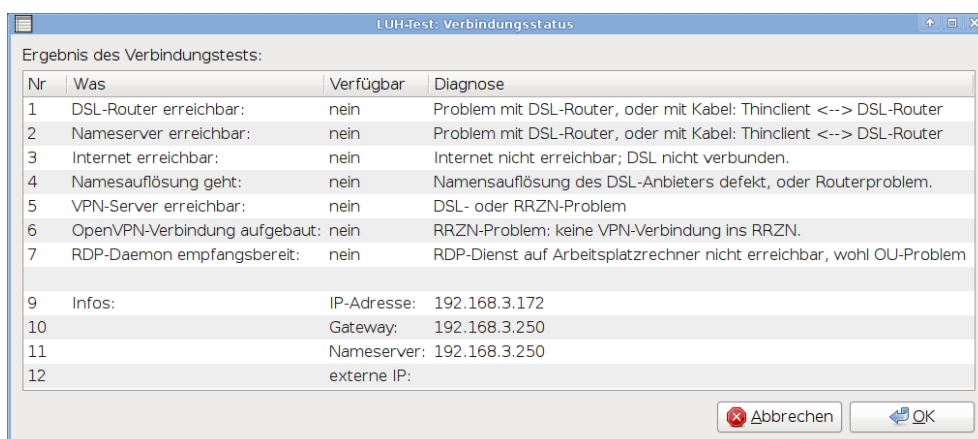 LUH-Test: Verbindungsstatus
Ergebnis des Verbindungstests:
Nr Was Verfügbar Diagnose
1 DSL-Router erreichbar: nein Problem mit DSL-Router, oder mit Kabel: Thinclient <--> DSL-Router
2 Nameserver erreichbar: nein Problem mit DSL-Router, oder mit Kabel: Thinclient <--> DSL-Router
3 Internet erreichbar: nein Internet nicht erreichbar; DSL nicht verbunden.
4 Namesauflösung geht: nein Namensauflösung des DSL-Anbieters defekt, oder Routerproblem.
5 VPN-Server erreichbar: nein DSL- oder RRZN-Problem
6 OpenVPN-Verbindung aufgebaut: nein RRZN-Problem: keine VPN-Verbindung ins RRZN.
7 RDP-Daemon empfangsbereit: nein RDP-Dienst auf Arbeitsplatzrechner nicht erreichbar, wohl OU-Problem
9 Infos: IP-Adresse: 192.168.3.172
10 Gateway: 192.168.3.250
11 Nameserver: 192.168.3.250
12 externe IP:
Abbrechen OK